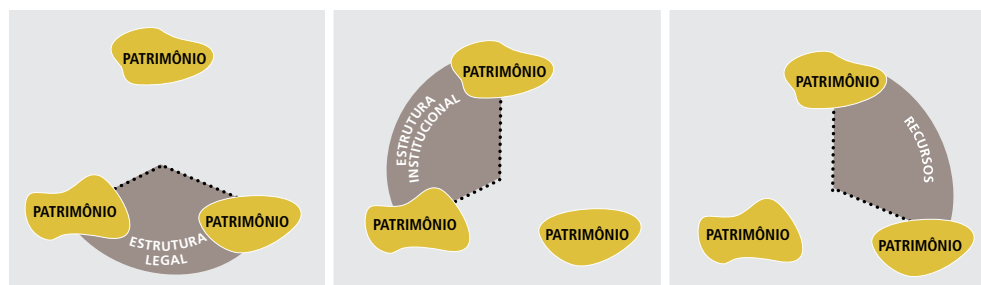 PATRIMÔNIO
PATRIMÔNIO
PATRIMÔNIO
ESTRUTURA
LEGAL
PATRIMÔNIO
ESTRUTURA
INSTITUCIONAL
PATRIMÔNIO
PATRIMÔNIO
PATRIMÔNIO
RECURSOS
PATRIMÔNIO
PATRIMÔNIO